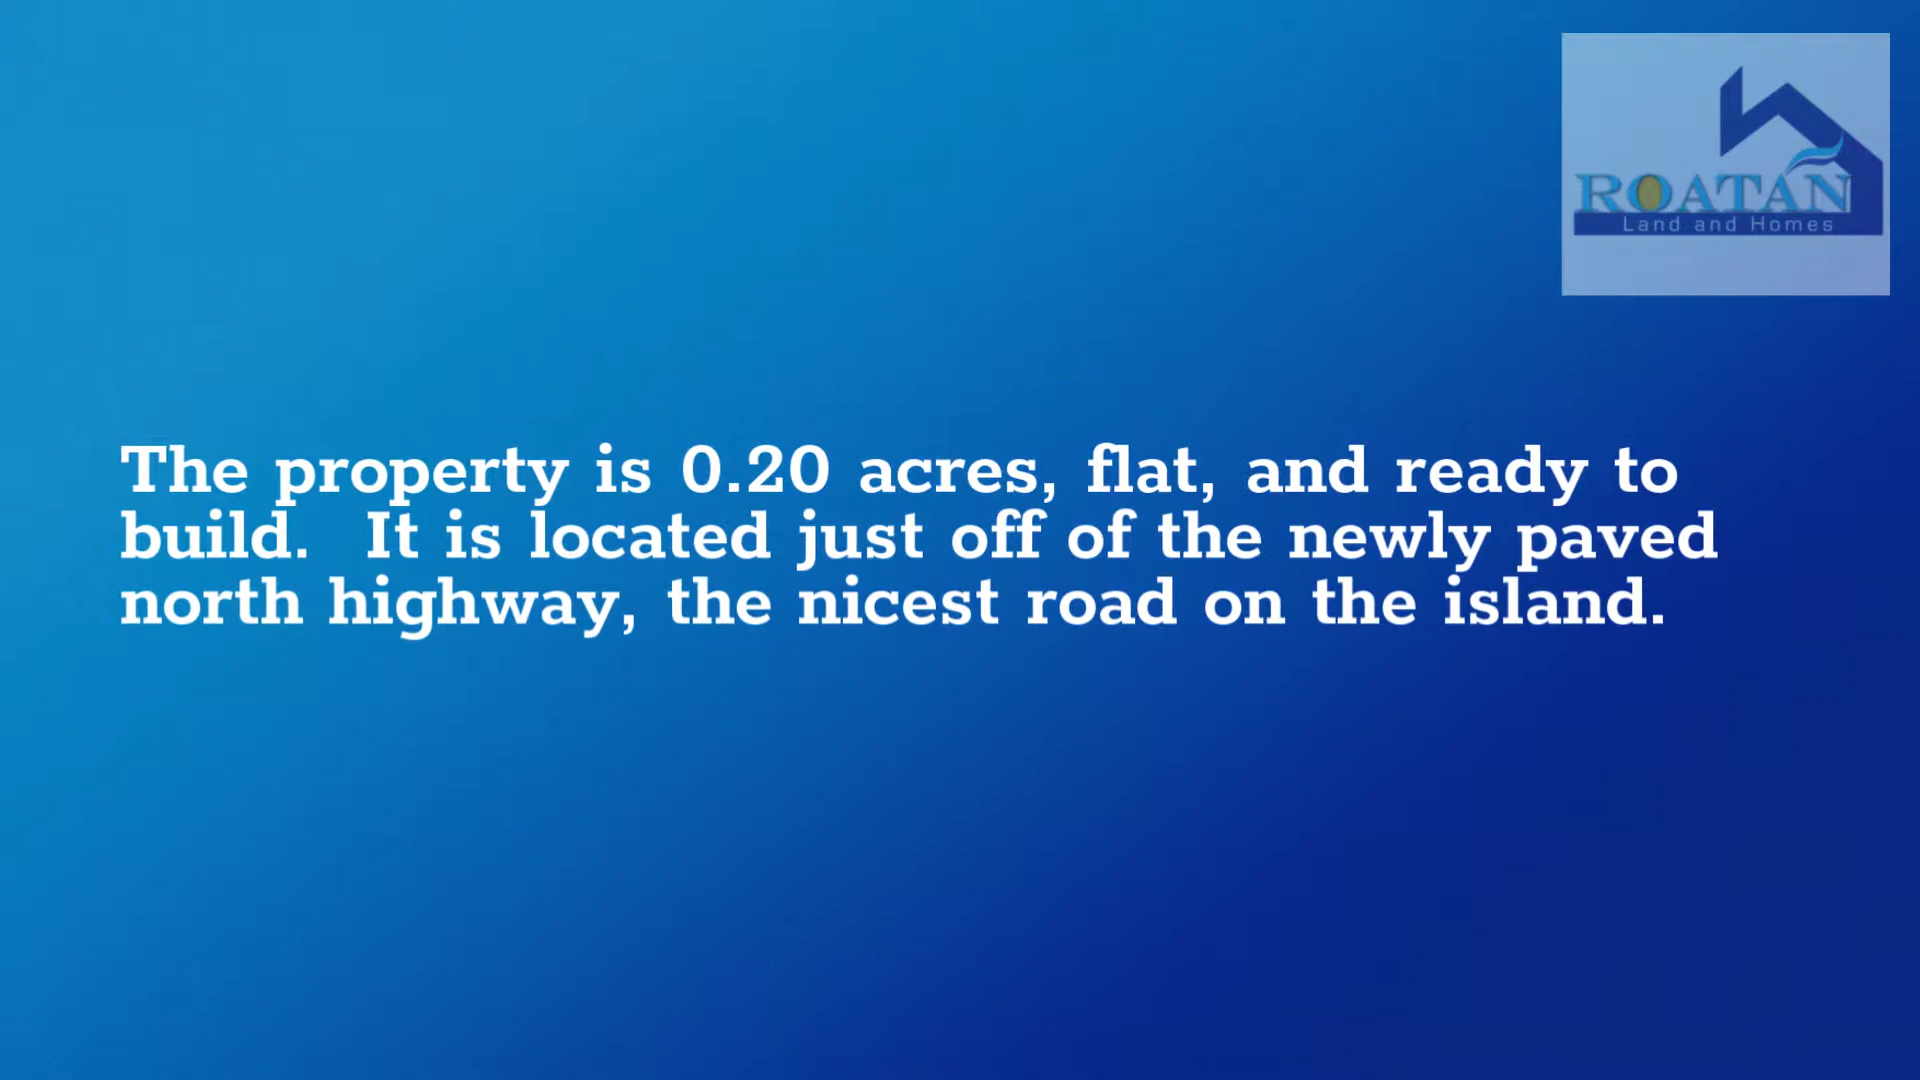 ROATAN
Land and Homes
The property is 0.20 acres, flat, and ready to
build.  It is located just off of the newly paved
north highway, the nicest road on the island.